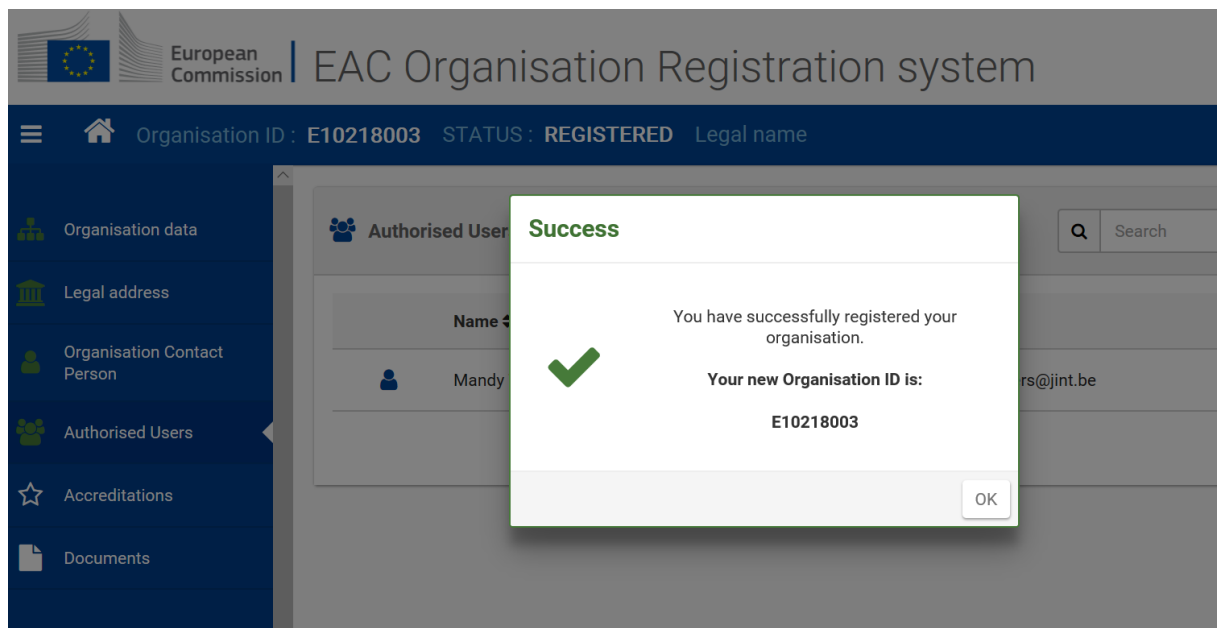 European
Commission
EAC Organisation Registration system
Organisation ID : E10218003 STATUS : REGISTERED Legal name
Organisation data
Legal address
Organisation Contact
Person
Authorised Users
Accreditations
Documents
Authorised User
Search
Name
Mandy
rs@jint.be
Success
You have successfully registered your
organisation.
Your new Organisation ID is:
E10218003
OK